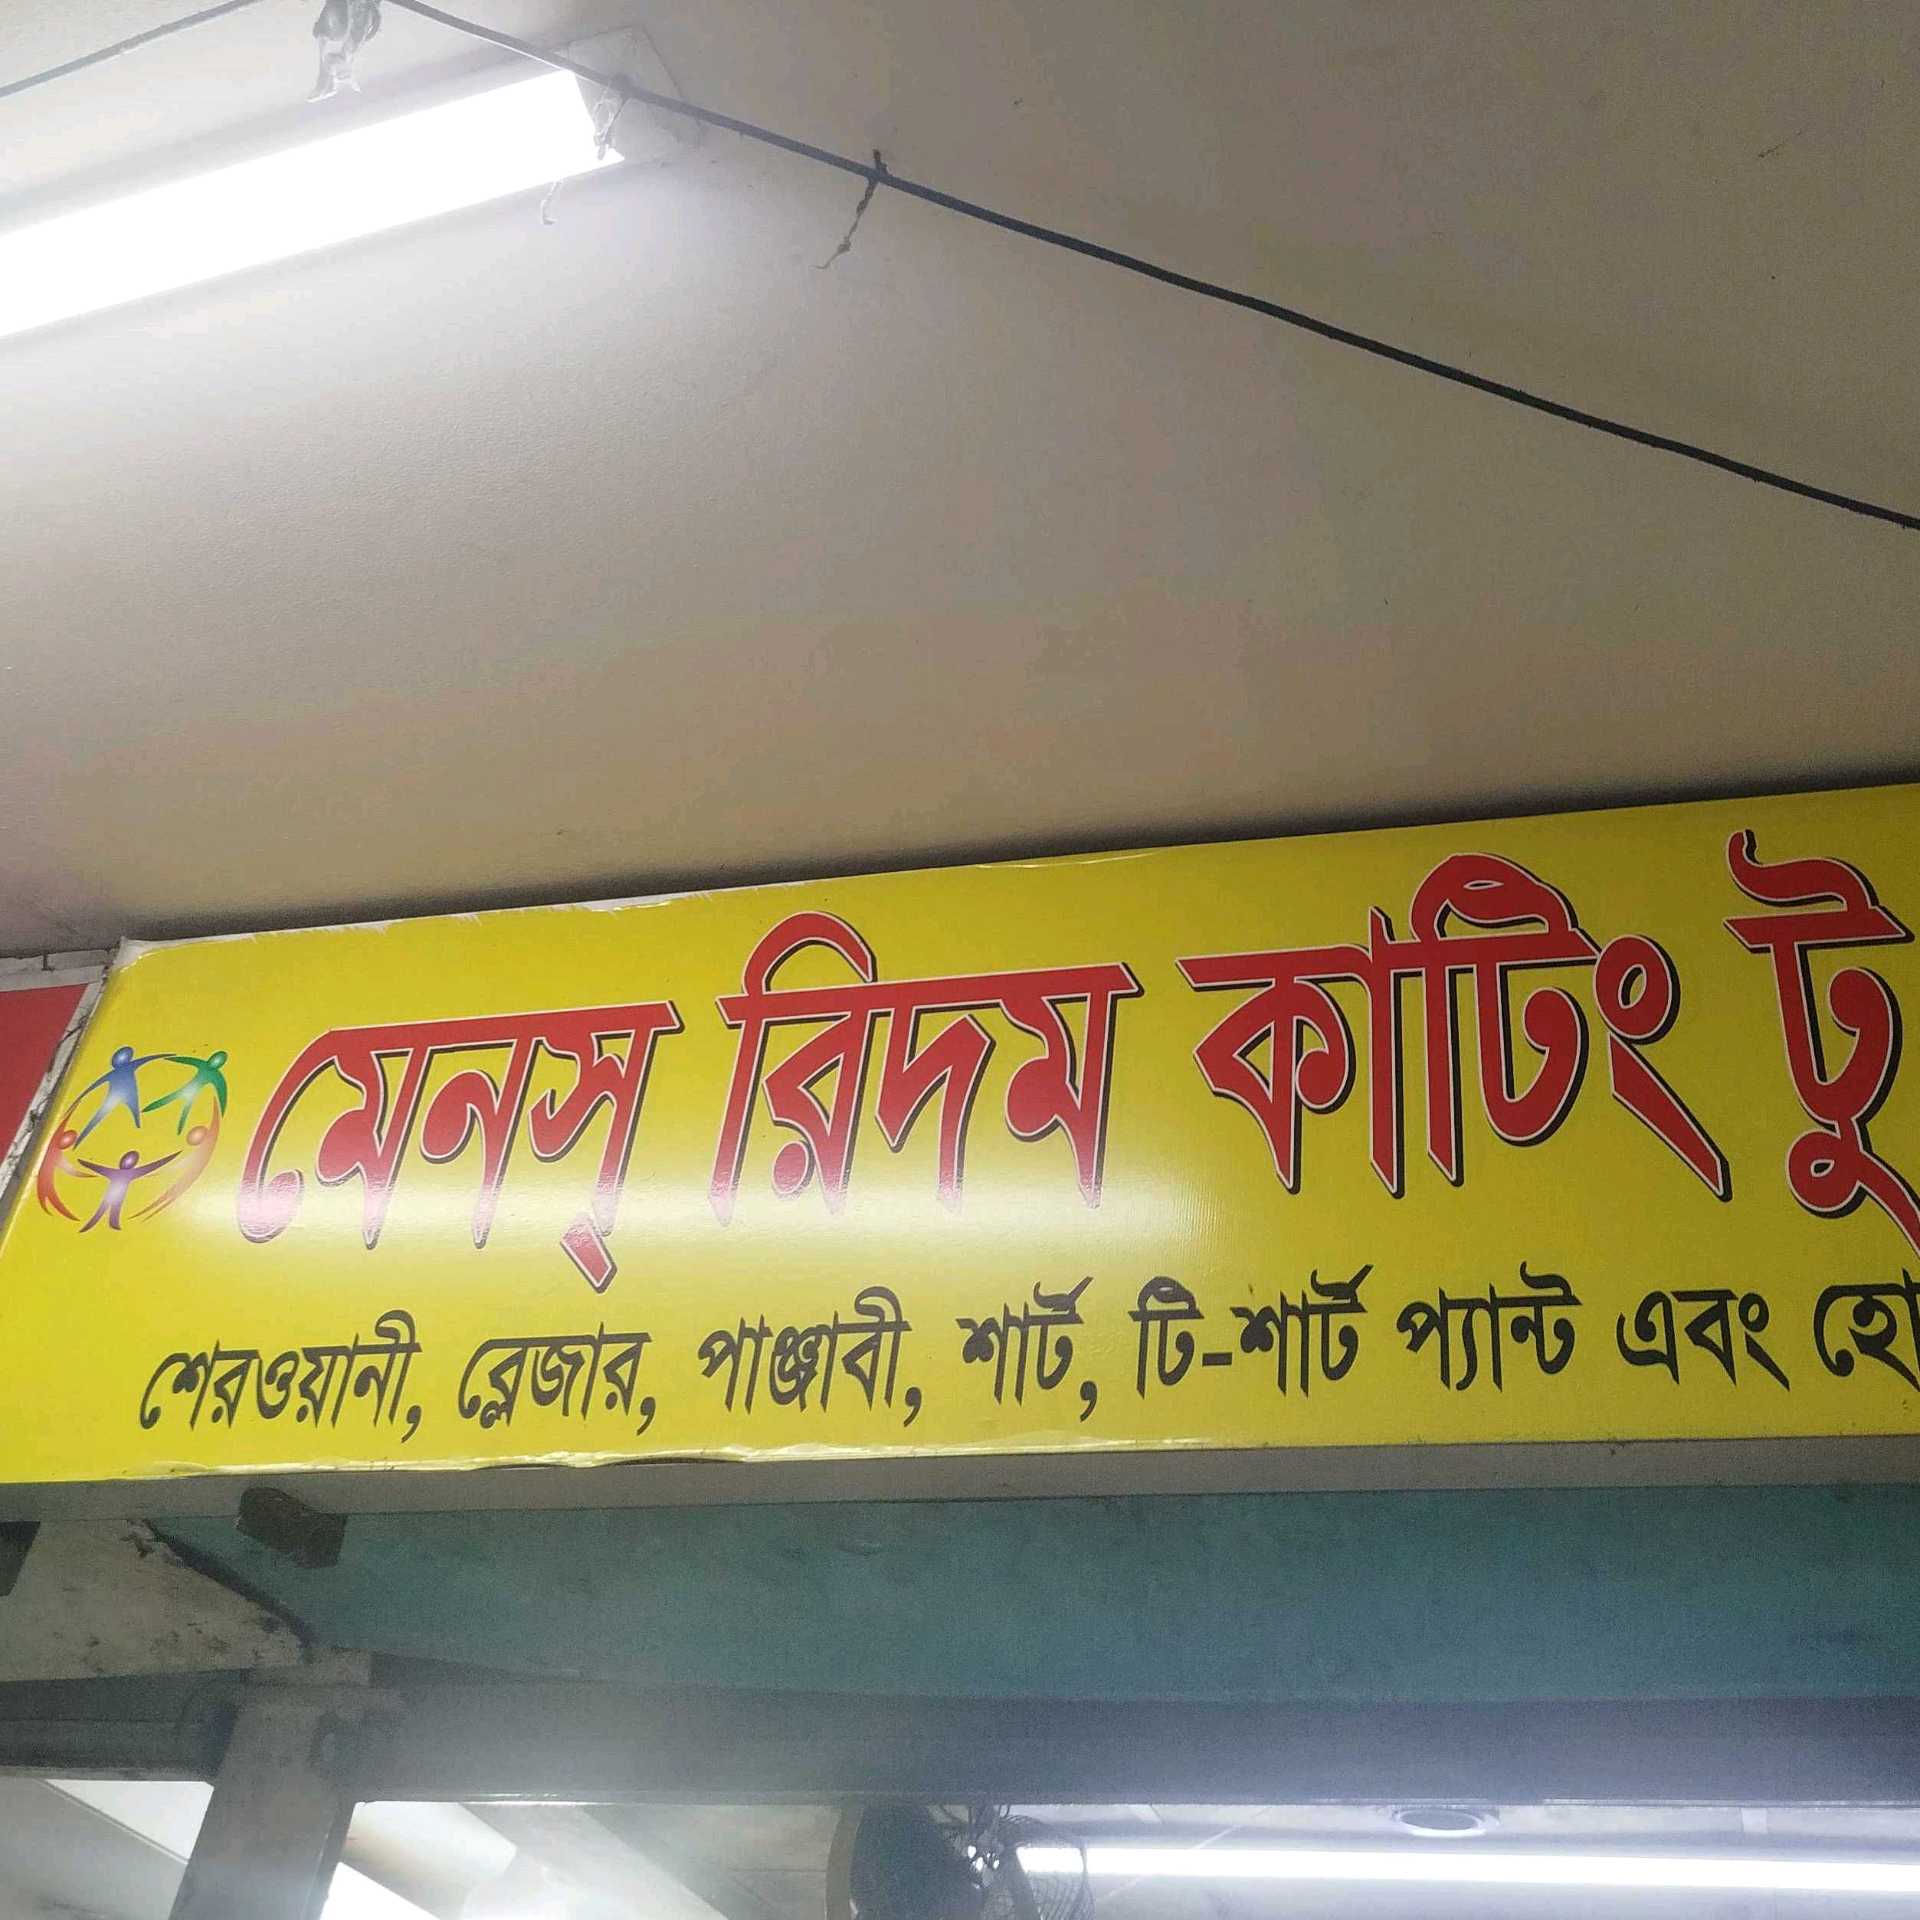 মেনস্ রিদম কাটিং টু
শেরওয়ানী, ব্লেজার, পাঞ্জাবী, শার্ট, টি-শার্ট প্যান্ট এবং